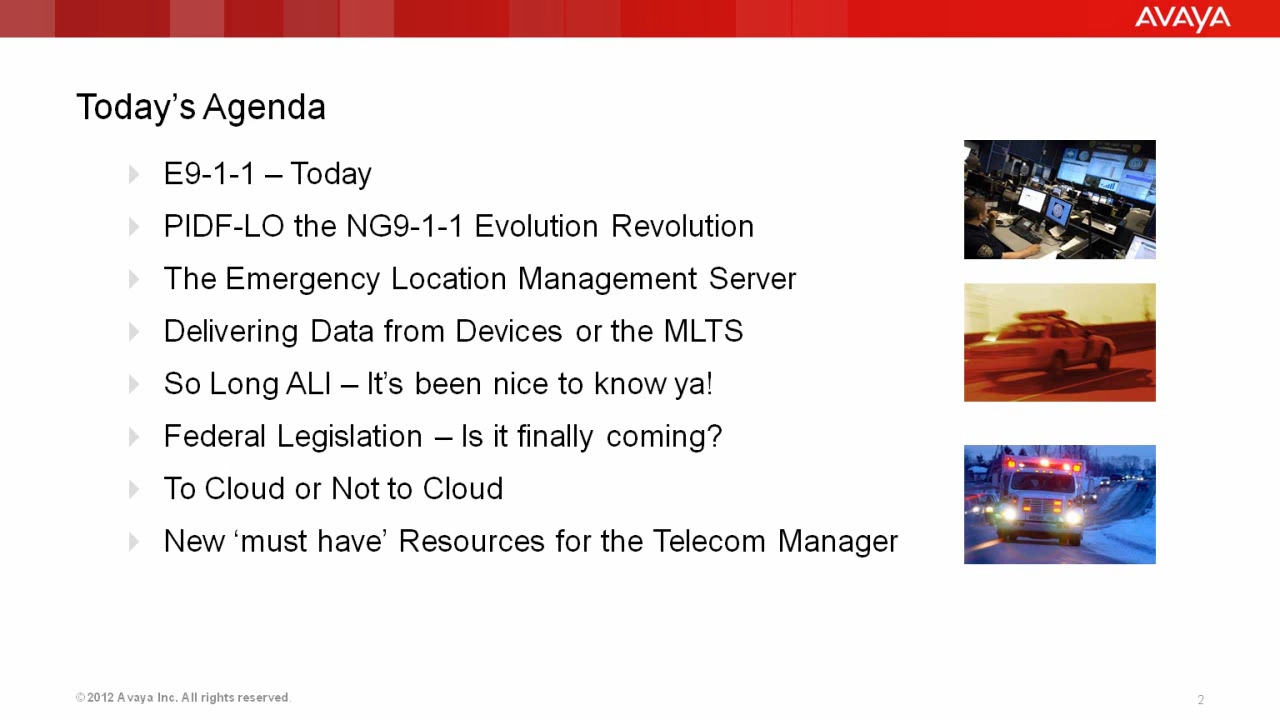 AVAYA
Today’s Agenda
E9-1-1 – Today
PIDF-LO the NG9-1-1 Evolution Revolution
The Emergency Location Management Server
Delivering Data from Devices or the MLTS
So Long ALI – It’s been nice to know ya!
Federal Legislation – Is it finally coming?
To Cloud or Not to Cloud
New ‘must have’ Resources for the Telecom Manager
© 2012 Avaya Inc. All rights reserved.
2